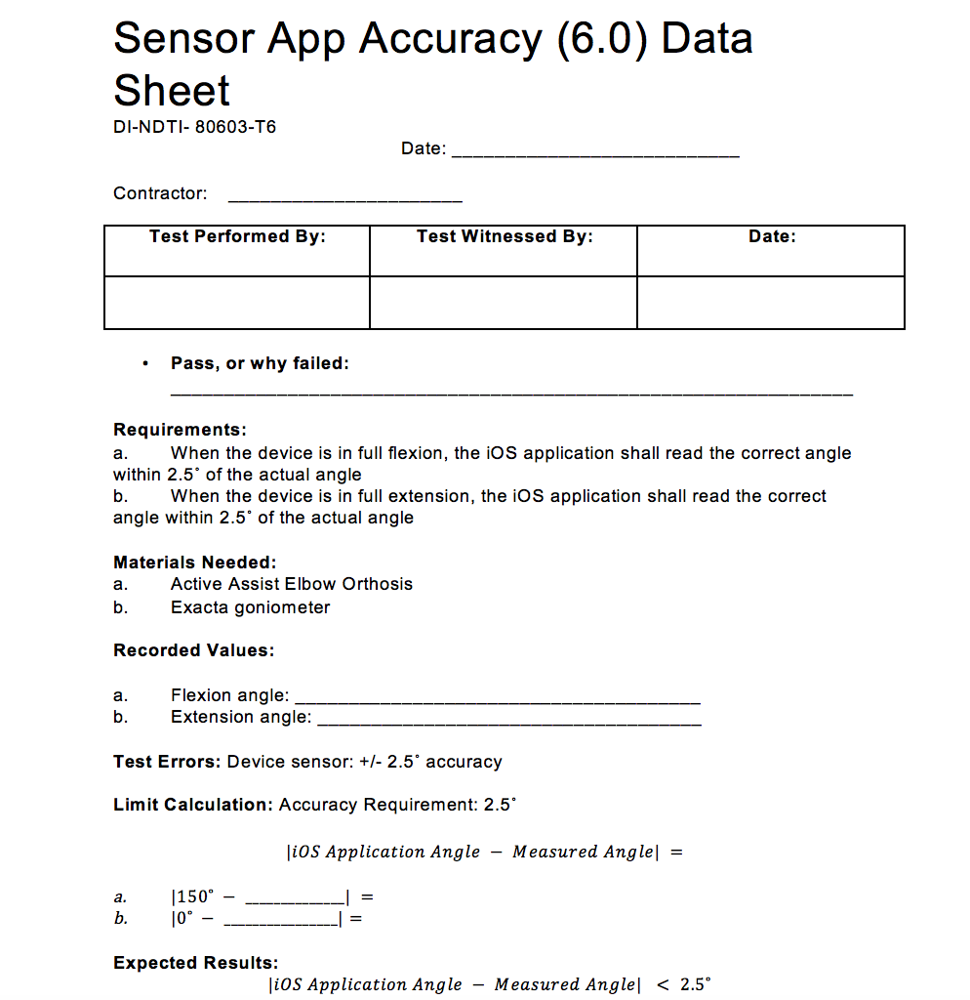 Sensor App Accuracy (6.0) Data
Sheet
DI-NDTI- 80603-T6
Date: ___________________________
Contractor: ______________________
Test Performed By: Test Witnessed By: Date:
• Pass, or why failed:
________________________________________________________________
Requirements:
a. When the device is in full flexion, the iOS application shall read the correct angle
within 2.5˚ of the actual angle
b. When the device is in full extension, the iOS application shall read the correct
angle within 2.5˚ of the actual angle
Materials Needed:
a. Active Assist Elbow Orthosis
b. Exacta goniometer
Recorded Values:
a. Flexion angle: ______________________________________
b. Extension angle: ____________________________________
Test Errors: Device sensor: +/- 2.5˚ accuracy
Limit Calculation: Accuracy Requirement: 2.5˚
|iOS Application Angle − Measured Angle| =
a. |150˚ − ____________| =
b. |0˚ − ______________| =
Expected Results:
|iOS Application Angle − Measured Angle| < 2.5˚